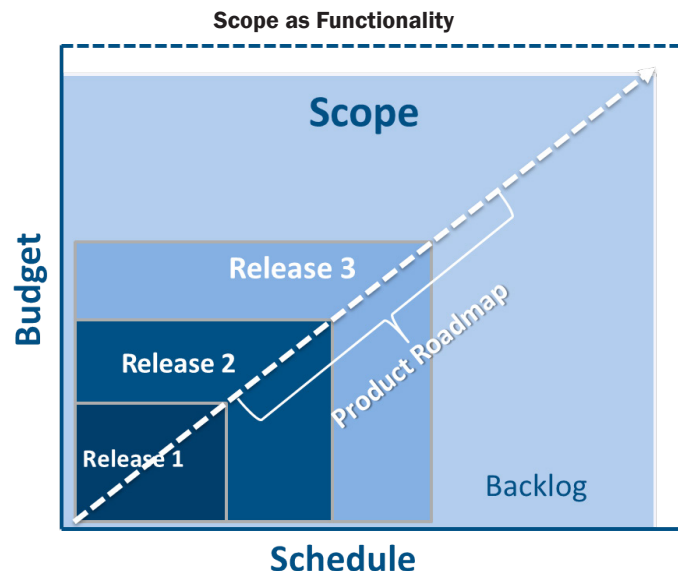 Scope as Functionality
Scope
Budget
Release 3
Release 2
Release 1
Product Roadmap
Backlog
Schedule